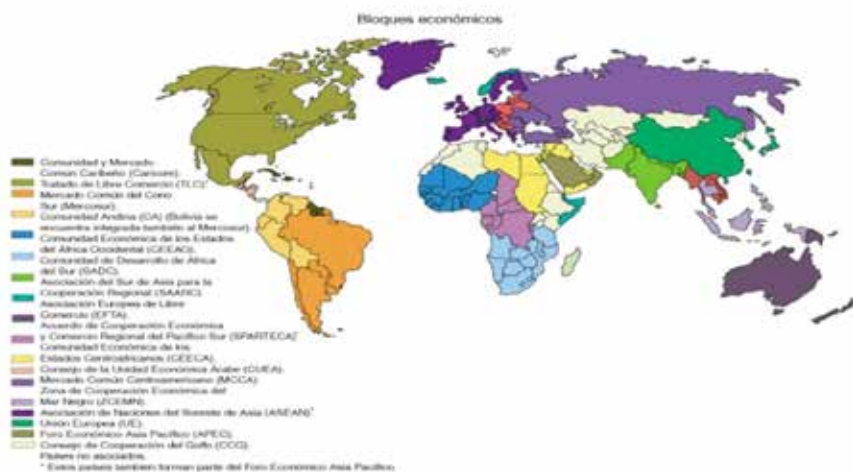 Bloques económicos
Comunidad y Mercado
Común Caribeño (Caricom).
Tratado de Libre Comercio (TLC).*
Mercado Común del Cono
Sur (Mercosur).
Comunidad Andina (CA) (Bolivia se
encuentra integrada también al Mercosur).
Comunidad Económica de los Estados
del África Occidental (CEEAO).
Comunidad de Desarrollo de África
del Sur (SADC).
Asociación del Sur de Asia para la
Cooperación Regional (SAARC).
Asociación Europea de Libre
Comercio (EFTA).
Acuerdo de Cooperación Económica
y Comercio Regional del Pacífico Sur (SPARTECA)*
Comunidad Económica de los
Estados Centroafricanos (CEECA).
Consejo de la Unidad Económica Árabe (CUEA).
Mercado Común Centroamericano (MCCA).
Zona de Cooperación Económica del
Mar Negro (ZCEMN).
Asociación de Naciones del Sureste de Asia (ASEAN)*
Unión Europea (UE).
Foro Económico Asia Pacífico (APEC).
Consejo de Cooperación del Golfo (CCG).
Países no asociados.
* Estos países también forman parte del Foro Económico Asia Pacífico